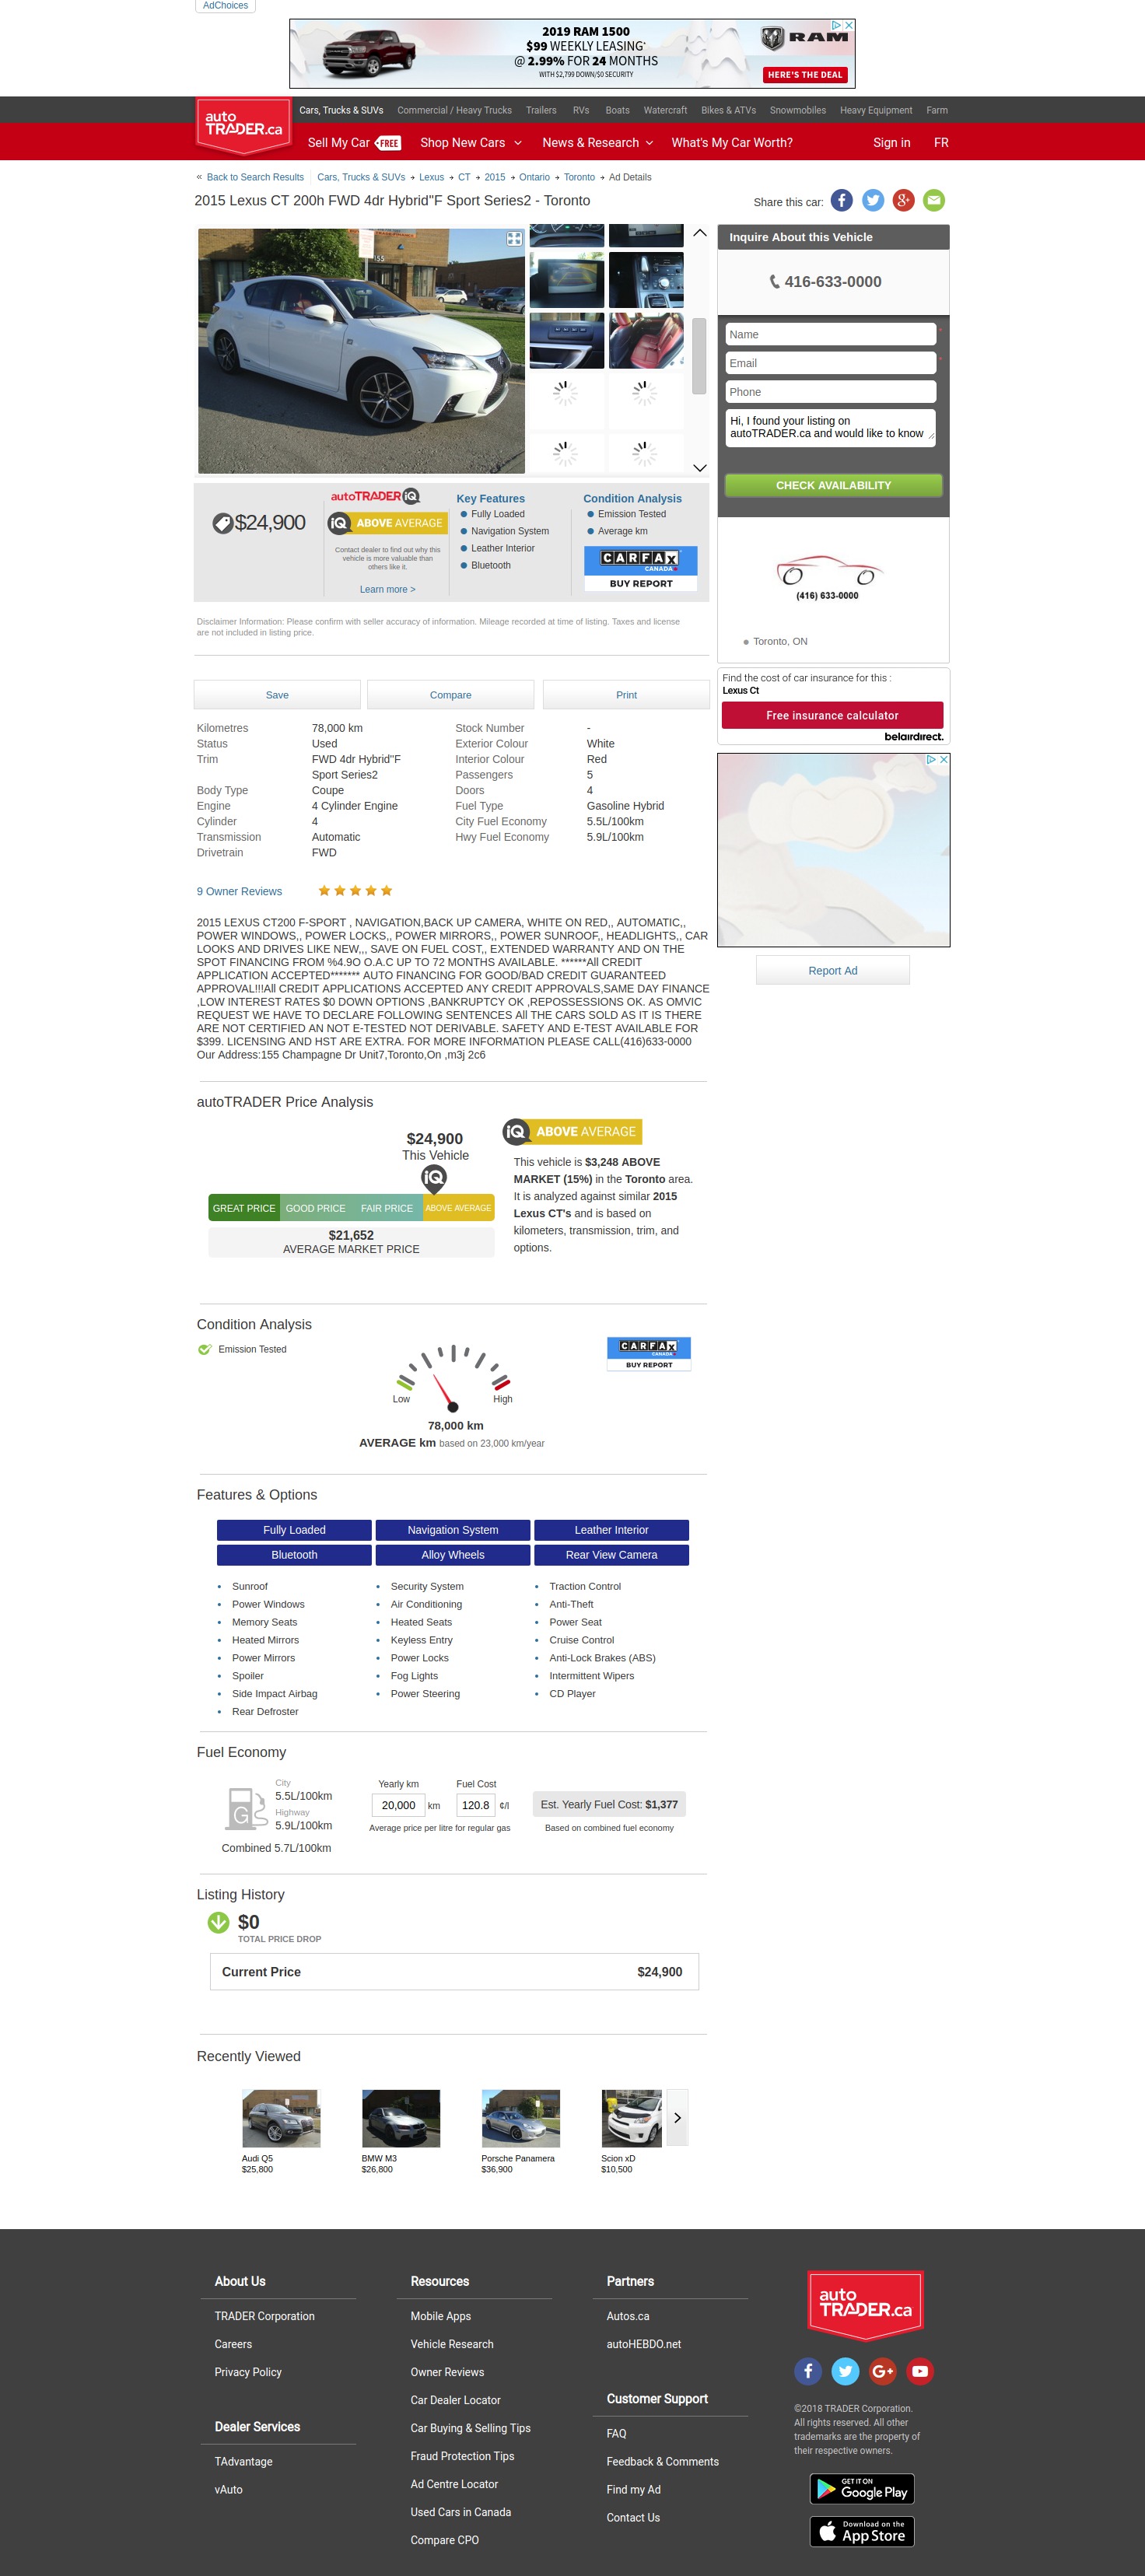 AdChoices
2019 RAM 1500
$99 WEEKLY LEASING*
@ 2.99% FOR 24 MONTHS
WITH $2,799 DOWN/$0 SECURITY
RAM
HERE'S THE DEAL
auto
TRADER.ca
Cars, Trucks & SUVs Commercial / Heavy Trucks Trailers RVs Boats Watercraft Bikes & ATVs Snowmobiles Heavy Equipment Farm
Sell My Car FREE Shop New Cars News & Research What's My Car Worth? Sign in FR
« Back to Search Results Cars, Trucks & SUVs Lexus CT 2015 Ontario Toronto Ad Details
2015 Lexus CT 200h FWD 4dr Hybrid"F Sport Series2 - Toronto
Share this car:
155
Inquire About this Vehicle
416-633-0000
Name *
Email *
Phone
Hi, I found your listing on
autoTRADER.ca and would like to know
CHECK AVAILABILITY
(416) 633-0000
Toronto, ON
$24,900
autoTRADER iQ
iQ ABOVE AVERAGE
Contact dealer to find out why this
vehicle is more valuable than
others like it.
Learn more >
Key Features
Fully Loaded
Navigation System
Leather Interior
Bluetooth
Condition Analysis
Emission Tested
Average km
CARFAX
CANADA
BUY REPORT
Disclaimer Information: Please confirm with seller accuracy of information. Mileage recorded at time of listing. Taxes and license
are not included in listing price.
Find the cost of car insurance for this :
Lexus Ct
Free insurance calculator
belairdirect.
Save Compare Print
Kilometres 78,000 km Stock Number -
Status Used Exterior Colour White
Trim FWD 4dr Hybrid"F Interior Colour Red
Sport Series2 Passengers 5
Body Type Coupe Doors 4
Engine 4 Cylinder Engine Fuel Type Gasoline Hybrid
Cylinder 4 City Fuel Economy 5.5L/100km
Transmission Automatic Hwy Fuel Economy 5.9L/100km
Drivetrain FWD
9 Owner Reviews
2015 LEXUS CT200 F-SPORT , NAVIGATION,BACK UP CAMERA, WHITE ON RED,, AUTOMATIC,,
POWER WINDOWS,, POWER LOCKS,, POWER MIRRORS,, POWER SUNROOF,, HEADLIGHTS,, CAR
LOOKS AND DRIVES LIKE NEW,,, SAVE ON FUEL COST,, EXTENDED WARRANTY AND ON THE
SPOT FINANCING FROM %4.9O O.A.C UP TO 72 MONTHS AVAILABLE. ******All CREDIT
APPLICATION ACCEPTED******* AUTO FINANCING FOR GOOD/BAD CREDIT GUARANTEED
APPROVAL!!!All CREDIT APPLICATIONS ACCEPTED ANY CREDIT APPROVALS,SAME DAY FINANCE
,LOW INTEREST RATES $0 DOWN OPTIONS ,BANKRUPTCY OK ,REPOSSESSIONS OK. AS OMVIC
REQUEST WE HAVE TO DECLARE FOLLOWING SENTENCES All THE CARS SOLD AS IT IS THERE
ARE NOT CERTIFIED AN NOT E-TESTED NOT DERIVABLE. SAFETY AND E-TEST AVAILABLE FOR
$399. LICENSING AND HST ARE EXTRA. FOR MORE INFORMATION PLEASE CALL(416)633-0000
Our Address:155 Champagne Dr Unit7,Toronto,On ,m3j 2c6
Report Ad
autoTRADER Price Analysis
$24,900
This Vehicle
iQ
GREAT PRICE GOOD PRICE FAIR PRICE ABOVE AVERAGE
$21,652
AVERAGE MARKET PRICE
iQ ABOVE AVERAGE
This vehicle is $3,248 ABOVE
MARKET (15%) in the Toronto area.
It is analyzed against similar 2015
Lexus CT's and is based on
kilometers, transmission, trim, and
options.
Condition Analysis
Emission Tested
Low High
78,000 km
AVERAGE km based on 23,000 km/year
CARFAX
CANADA
BUY REPORT
Features & Options
Fully Loaded Navigation System Leather Interior
Bluetooth Alloy Wheels Rear View Camera
Sunroof Security System Traction Control
Power Windows Air Conditioning Anti-Theft
Memory Seats Heated Seats Power Seat
Heated Mirrors Keyless Entry Cruise Control
Power Mirrors Power Locks Anti-Lock Brakes (ABS)
Spoiler Fog Lights Intermittent Wipers
Side Impact Airbag Power Steering CD Player
Rear Defroster
Fuel Economy
G
City
5.5L/100km
Highway
5.9L/100km
Combined 5.7L/100km
Yearly km Fuel Cost
20,000 km 120.8 ¢/l
Average price per litre for regular gas
Est. Yearly Fuel Cost: $1,377
Based on combined fuel economy
Listing History
$0
TOTAL PRICE DROP
Current Price $24,900
Recently Viewed
Audi Q5 BMW M3 Porsche Panamera Scion xD
$25,800 $26,800 $36,900 $10,500
About Us
TRADER Corporation
Careers
Privacy Policy
Dealer Services
TAdvantage
vAuto
Resources
Mobile Apps
Vehicle Research
Owner Reviews
Car Dealer Locator
Car Buying & Selling Tips
Fraud Protection Tips
Ad Centre Locator
Used Cars in Canada
Compare CPO
Partners
Autos.ca
autoHEBDO.net
Customer Support
FAQ
Feedback & Comments
Find my Ad
Contact Us
auto
TRADER.ca
©2018 TRADER Corporation.
All rights reserved. All other
trademarks are the property of
their respective owners.
GET IT ON
Google Play
Download on the
App Store